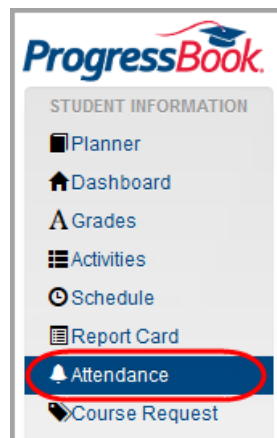 ProgressBook.
STUDENT INFORMATION
Planner
Dashboard
Grades
Activities
Schedule
Report Card
Attendance
Course Request